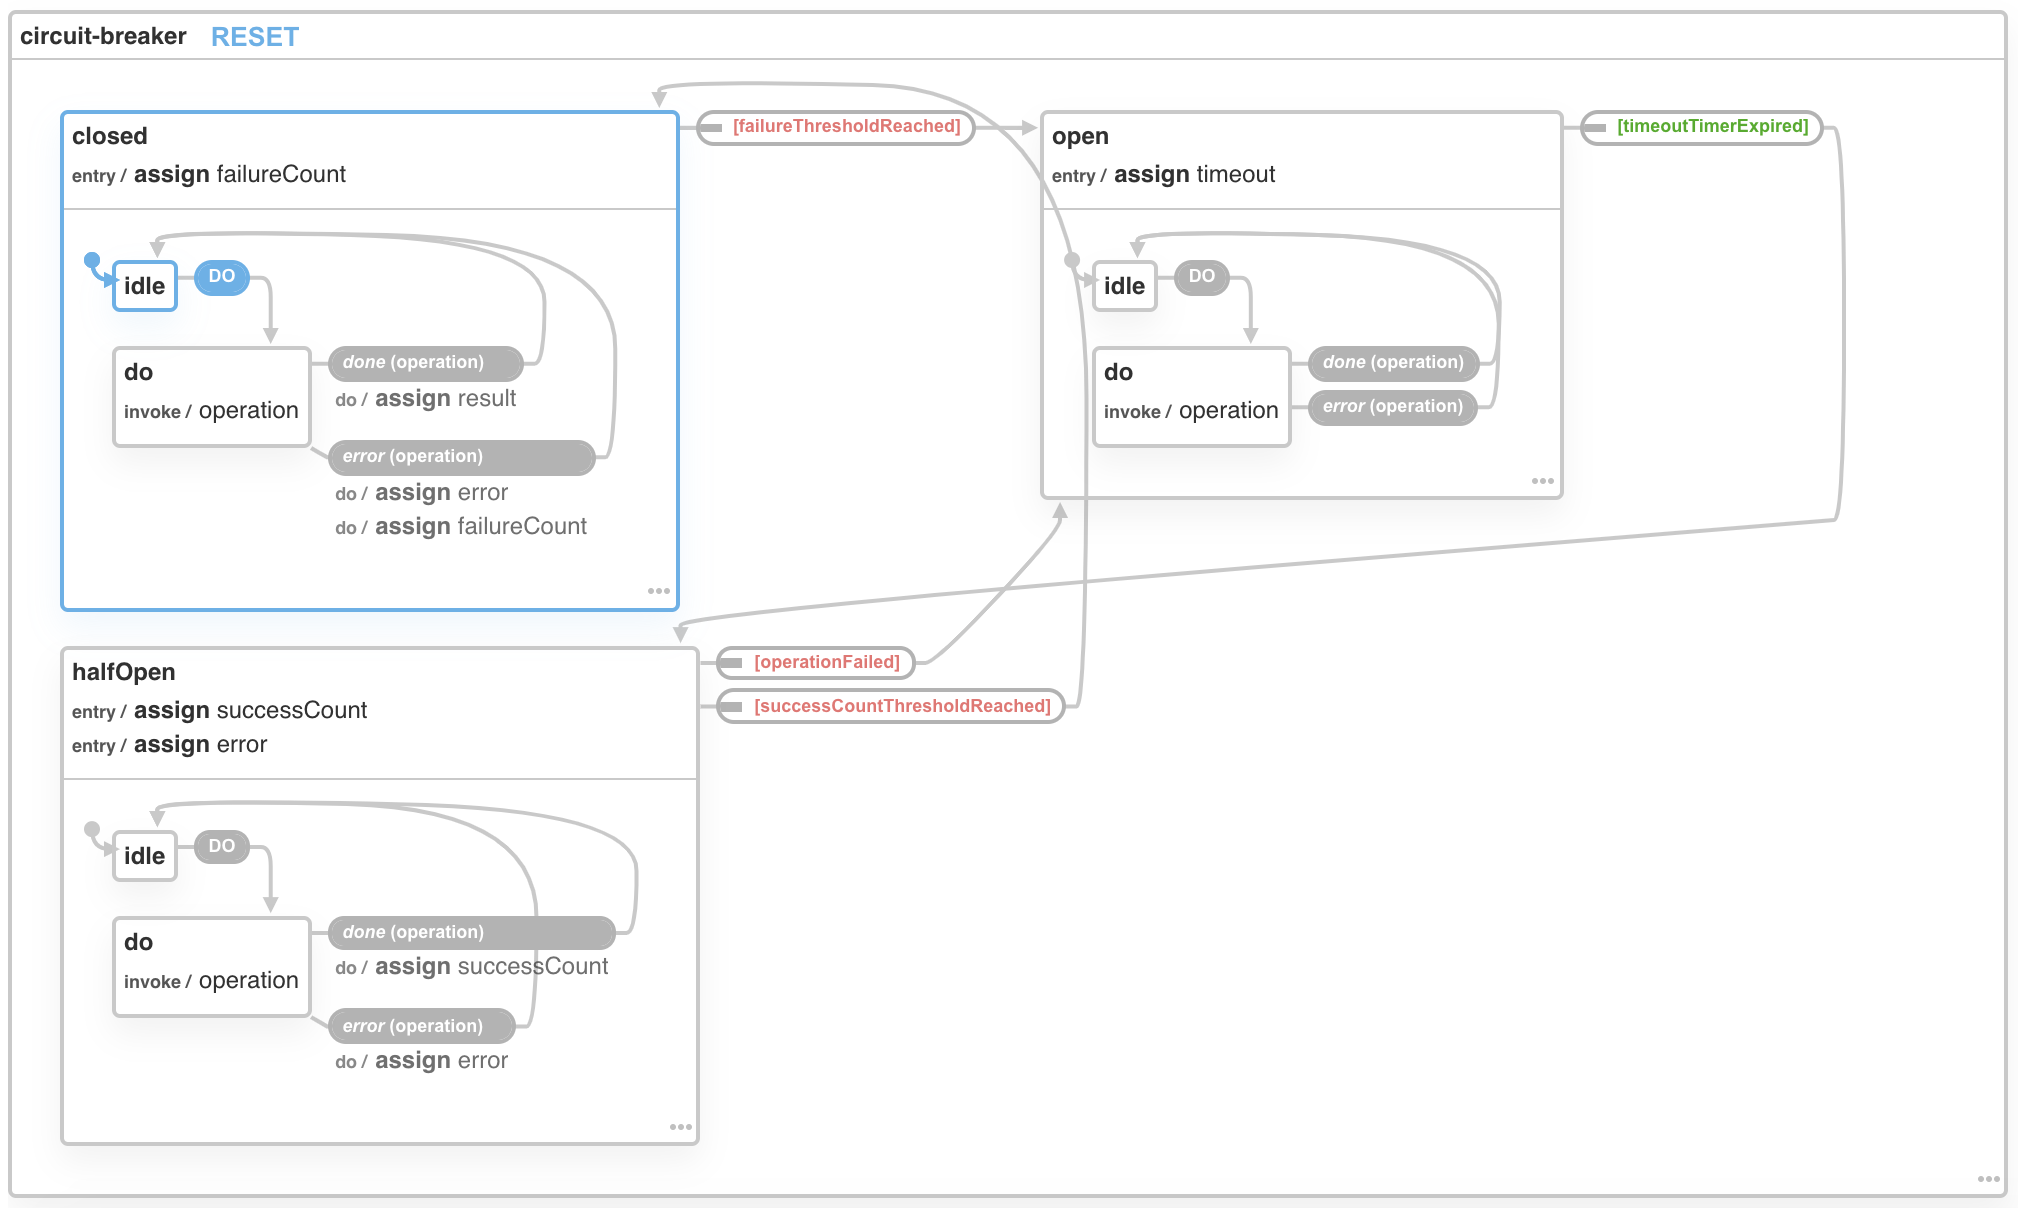 circuit-breaker RESET
closed
entry / assign failureCount
idle
DO
do
invoke / operation
done (operation)
do / assign result
error (operation)
do / assign error
do / assign failureCount
[failureThresholdReached]
open
entry / assign timeout
idle
DO
do
invoke / operation
done (operation)
error (operation)
[timeoutTimerExpired]
halfOpen
entry / assign successCount
entry / assign error
idle
DO
do
invoke / operation
done (operation)
do / assign successCount
error (operation)
do / assign error
[operationFailed]
[successCountThresholdReached]